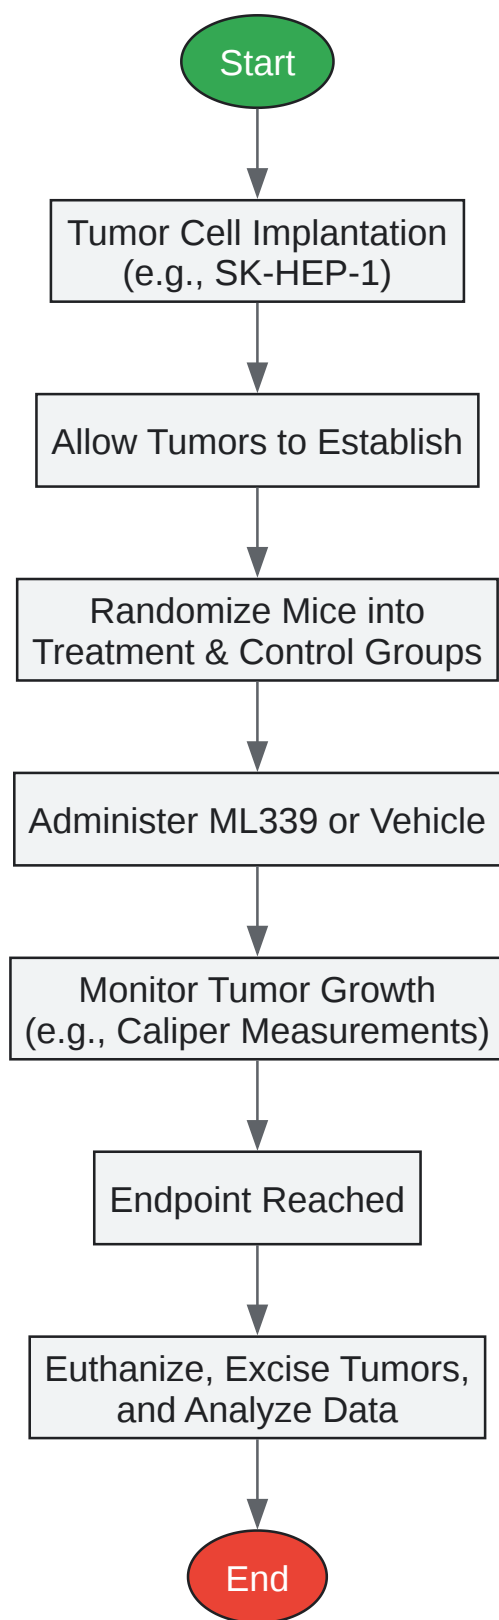 Start
Tumor Cell Implantation
(e.g., SK-HEP-1)
Allow Tumors to Establish
Randomize Mice into
Treatment & Control Groups
Administer ML339 or Vehicle
Monitor Tumor Growth
(e.g., Caliper Measurements)
Endpoint Reached
Euthanize, Excise Tumors,
and Analyze Data
End